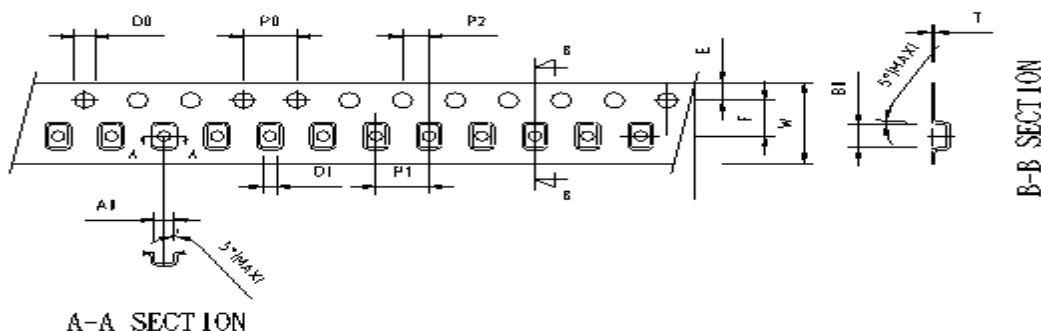 D0
P0
P2
T
B
E
5°(MAX)
B1
F
W
B-B SECTION
A
A
D1
P1
B
A1
5°(MAX)
A-A SECTION